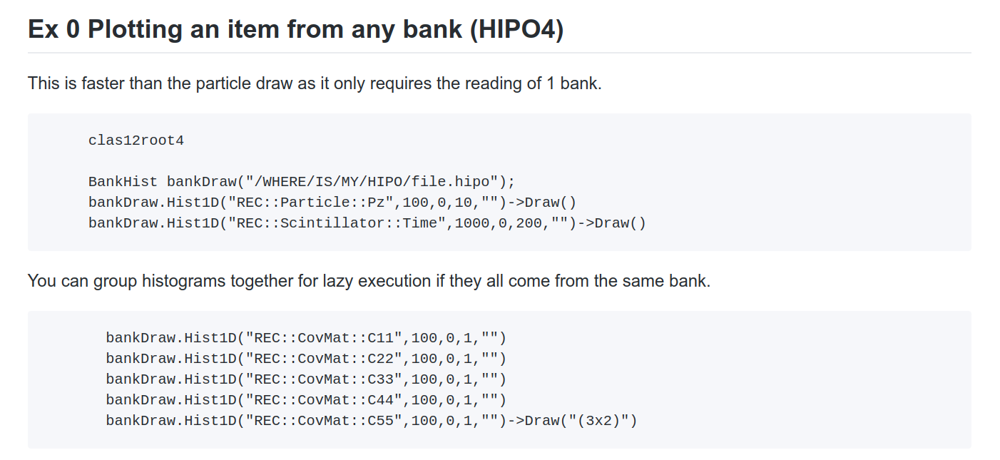 Ex 0 Plotting an item from any bank (HIPO4)
This is faster than the particle draw as it only requires the reading of 1 bank.
clas12root4
BankHist bankDraw("/WHERE/IS/MY/HIPO/file.hipo");
bankDraw.Hist1D("REC::Particle::Pz",100,0,10,"")->Draw()
bankDraw.Hist1D("REC::Scintillator::Time",1000,0,200,"")->Draw()
You can group histograms together for lazy execution if they all come from the same bank.
bankDraw.Hist1D("REC::CovMat::C11",100,0,1,"")
bankDraw.Hist1D("REC::CovMat::C22",100,0,1,"")
bankDraw.Hist1D("REC::CovMat::C33",100,0,1,"")
bankDraw.Hist1D("REC::CovMat::C44",100,0,1,"")
bankDraw.Hist1D("REC::CovMat::C55",100,0,1,"")->Draw("(3x2)")